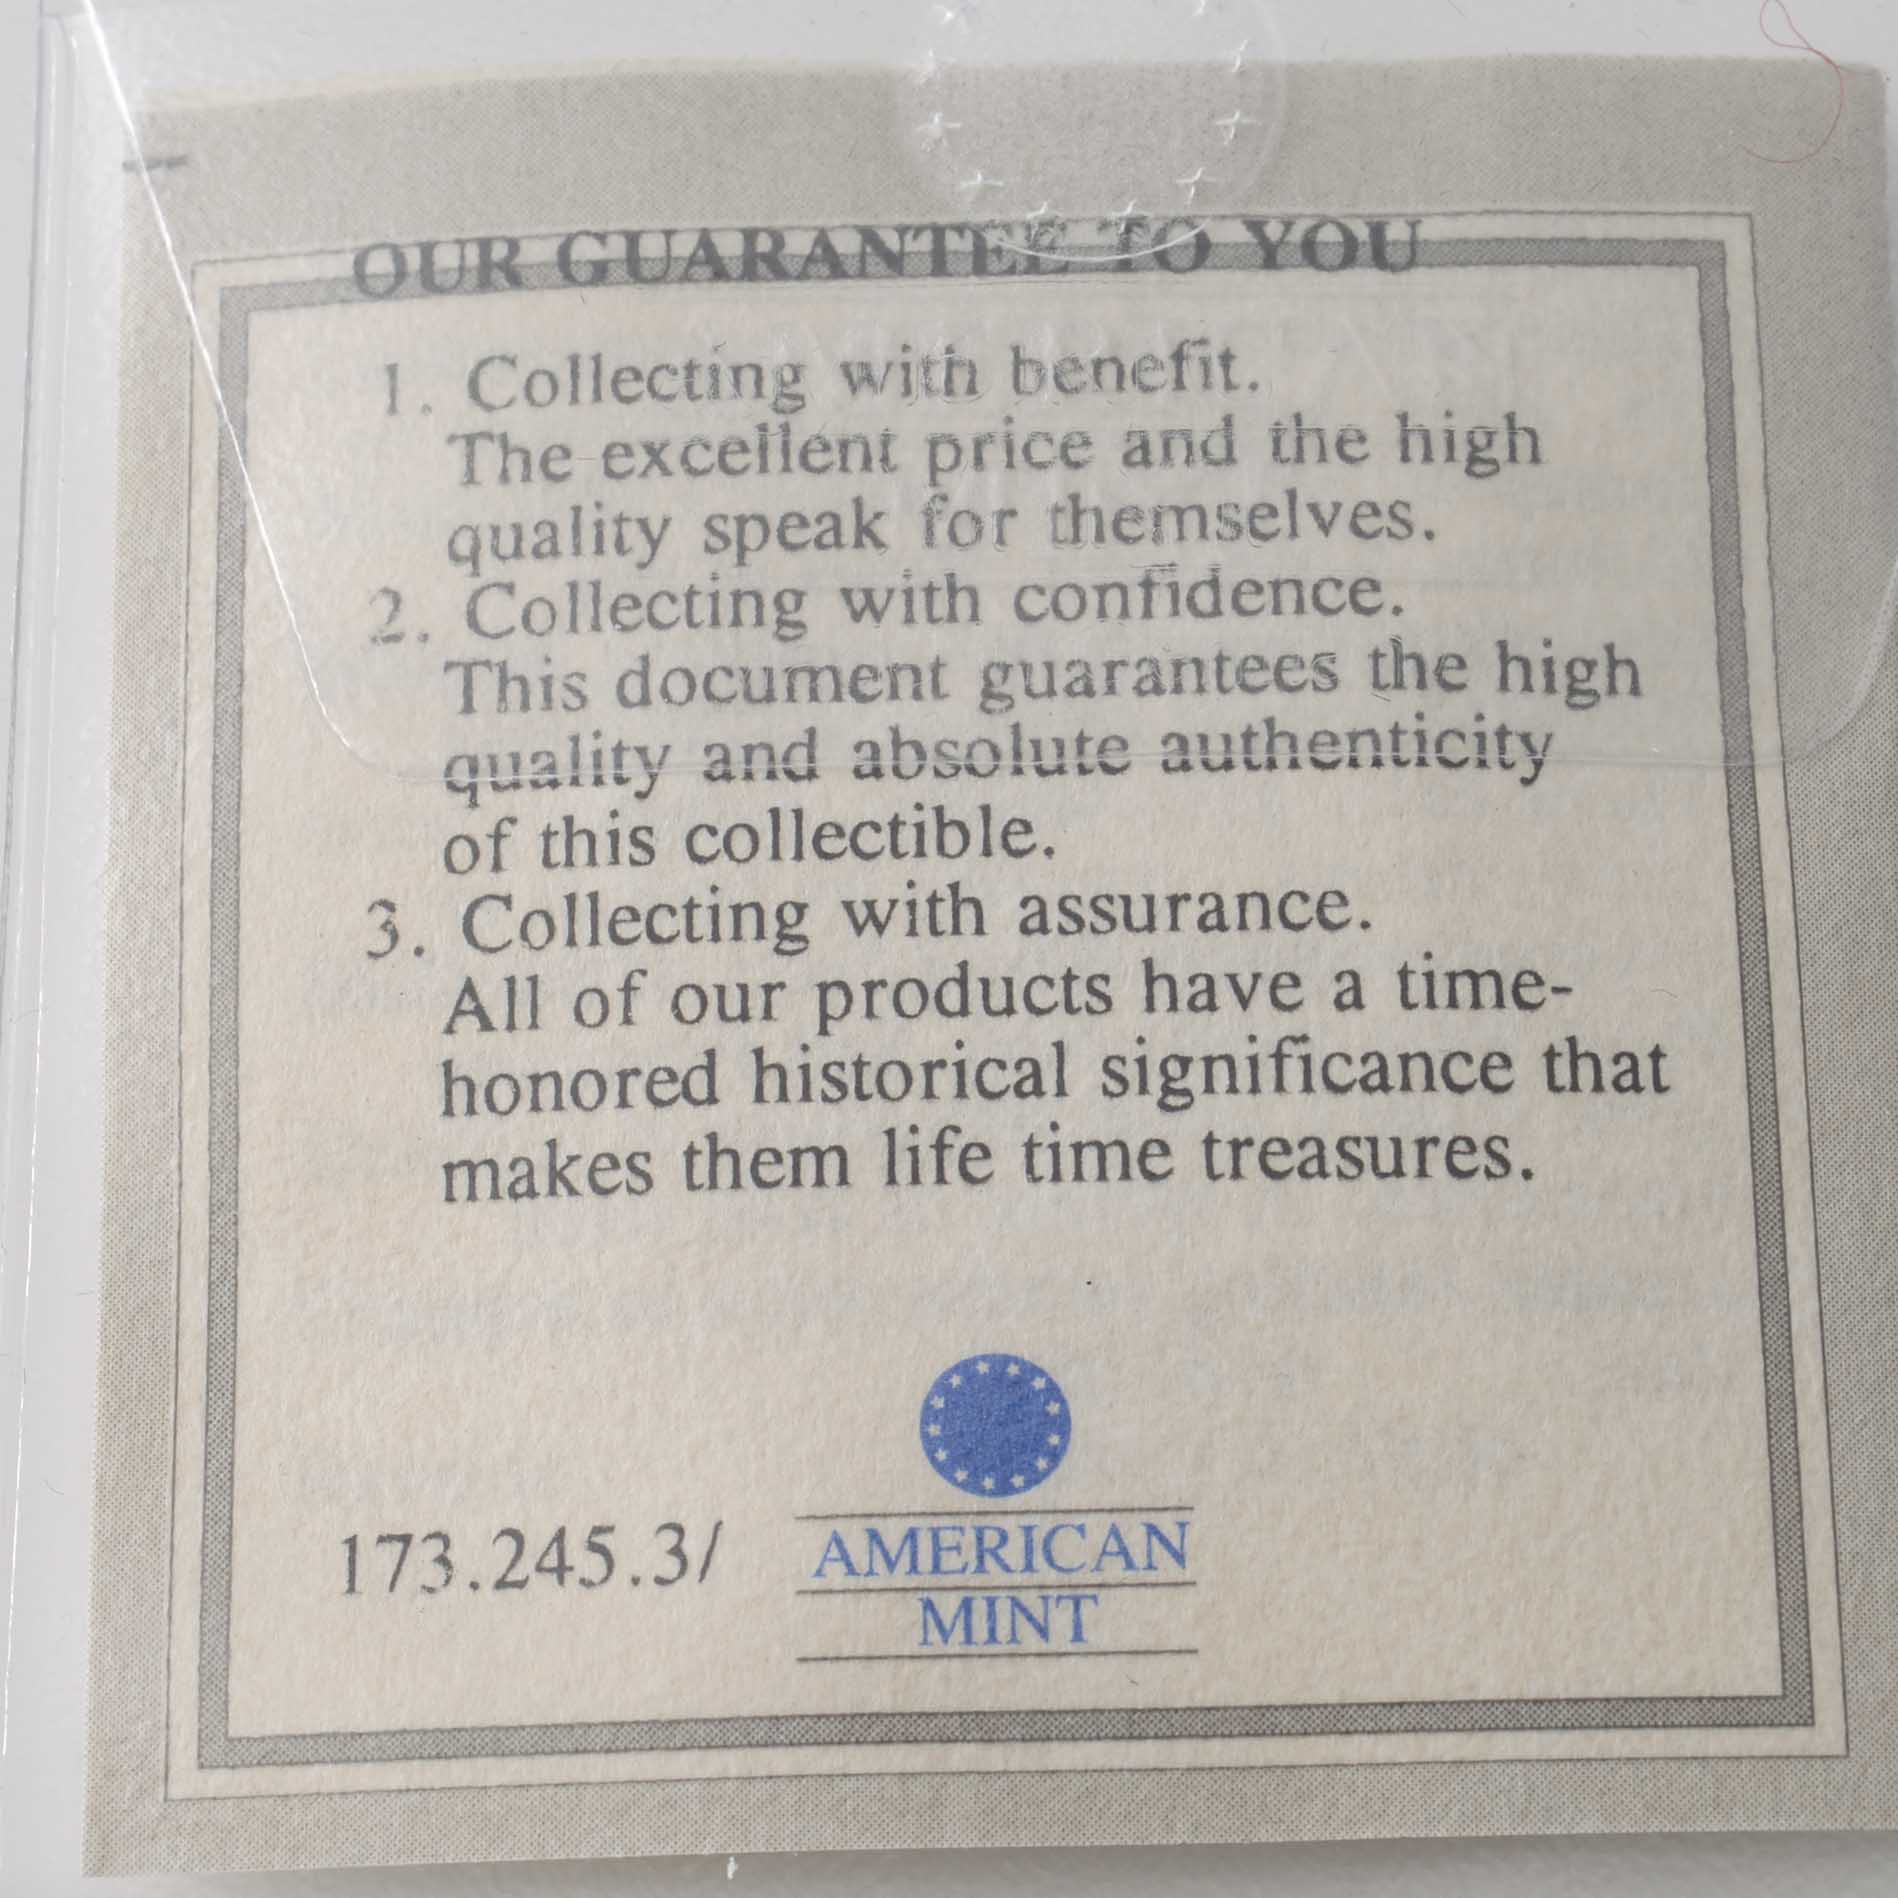 OUR GUARANTEE TO YOU
1. Collecting with benefit.
The excellent price and the high
quality speak for themselves.
2. Collecting with confidence.
This document guarantees the high
quality and absolute authenticity
of this collectible.
3. Collecting with assurance.
All of our products have a time-
honored historical significance that
makes them life time treasures.
173.245.3/
AMERICAN
MINT